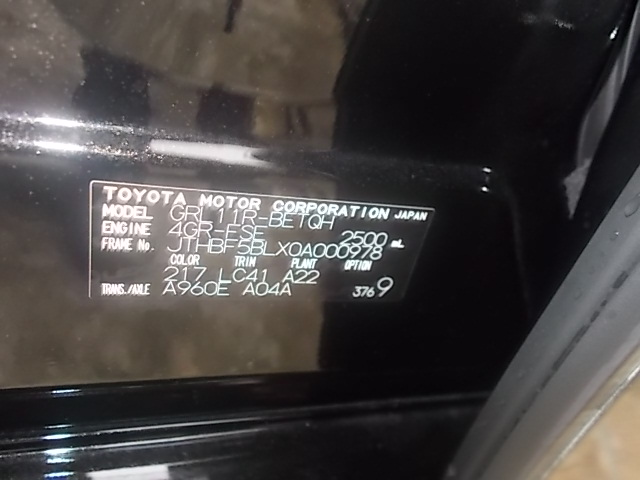 TOYOTA MOTOR CORPORATION JAPAN
MODEL GRL11R-BETQH
ENGINE 4GR-FSE 2500 mL
FRAME No. JTHBF5BLX0A000978
COLOR TRIM PLANT OPTION
217 LC41 A22
TRANS./AXLE A960E A04A 3769